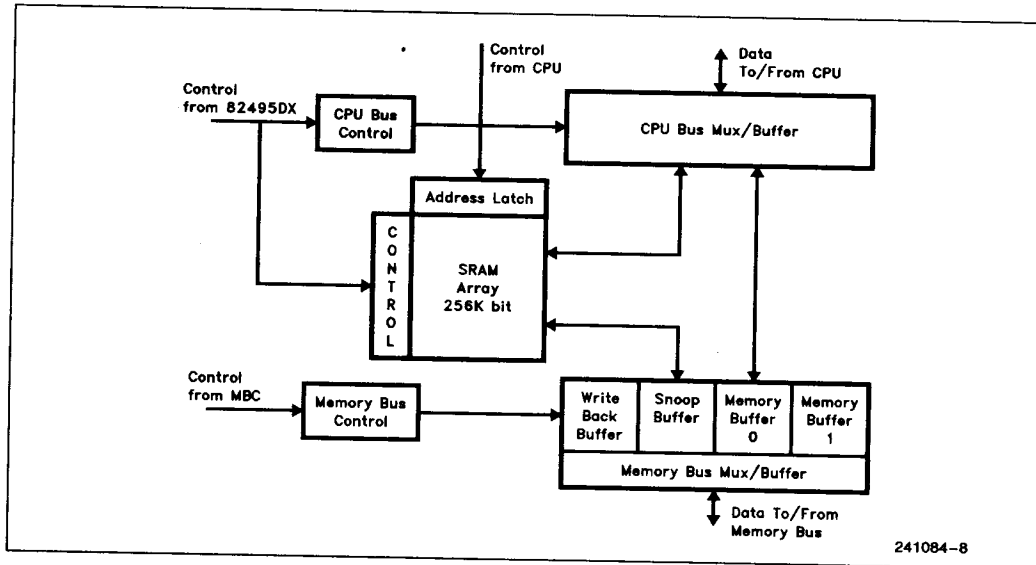 Control
from CPU
Data
To/From CPU
Control
from 82495DX
CPU Bus
Control
CPU Bus Mux/Buffer
Address Latch
CONTROL
SRAM
Array
256K bit
Control
from MBC
Memory Bus
Control
Write
Back
Buffer
Snoop
Buffer
Memory
Buffer
0
Memory
Buffer
1
Memory Bus Mux/Buffer
Data To/From
Memory Bus
241084-8